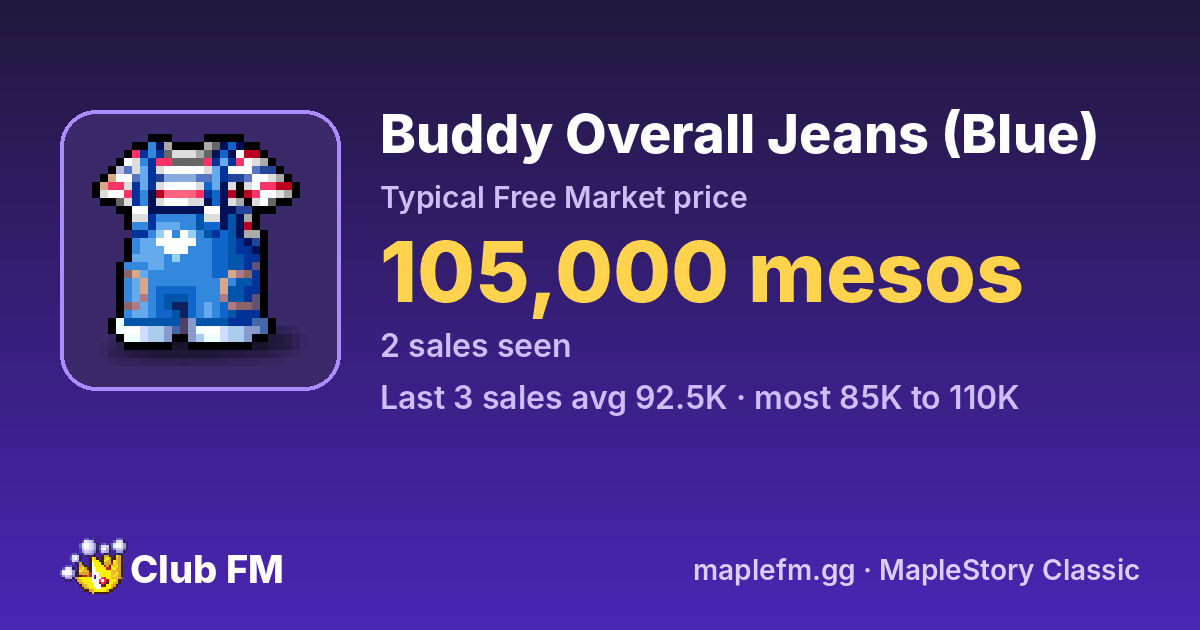 Buddy Overall Jeans (Blue)
Typical Free Market price
105,000 mesos
2 sales seen
Last 3 sales avg 92.5K · most 85K to 110K
Club FM
maplefm.gg · MapleStory Classic